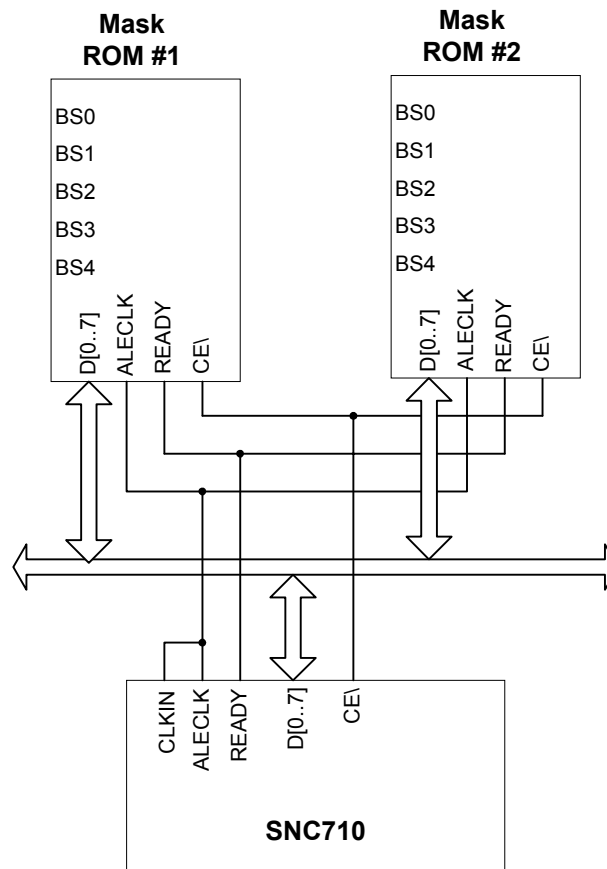 Mask
ROM #1
BS0
BS1
BS2
BS3
BS4
D[0..7]
ALECLK
READY
CE\
Mask
ROM #2
BS0
BS1
BS2
BS3
BS4
D[0..7]
ALECLK
READY
CE\
CLKIN
ALECLK
READY
D[0..7]
CE\
SNC710